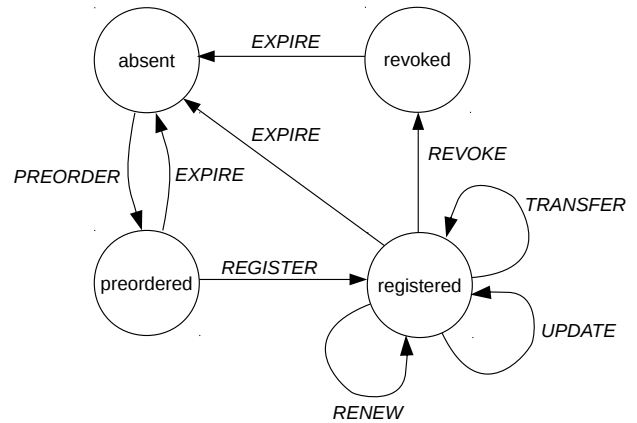 EXPIRE
absent
revoked
EXPIRE
REVOKE
PREORDER
EXPIRE
TRANSFER
REGISTER
preordered
registered
UPDATE
RENEW